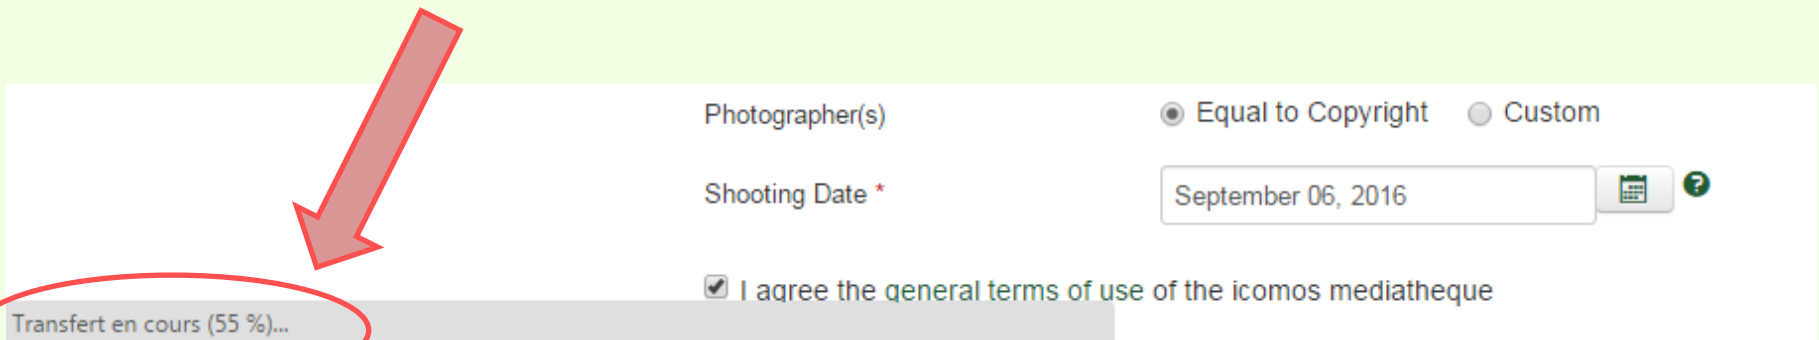 Photographer(s) Equal to Copyright Custom
Shooting Date * September 06, 2016
I agree the general terms of use of the icomos mediatheque
Transfert en cours (55 %)...